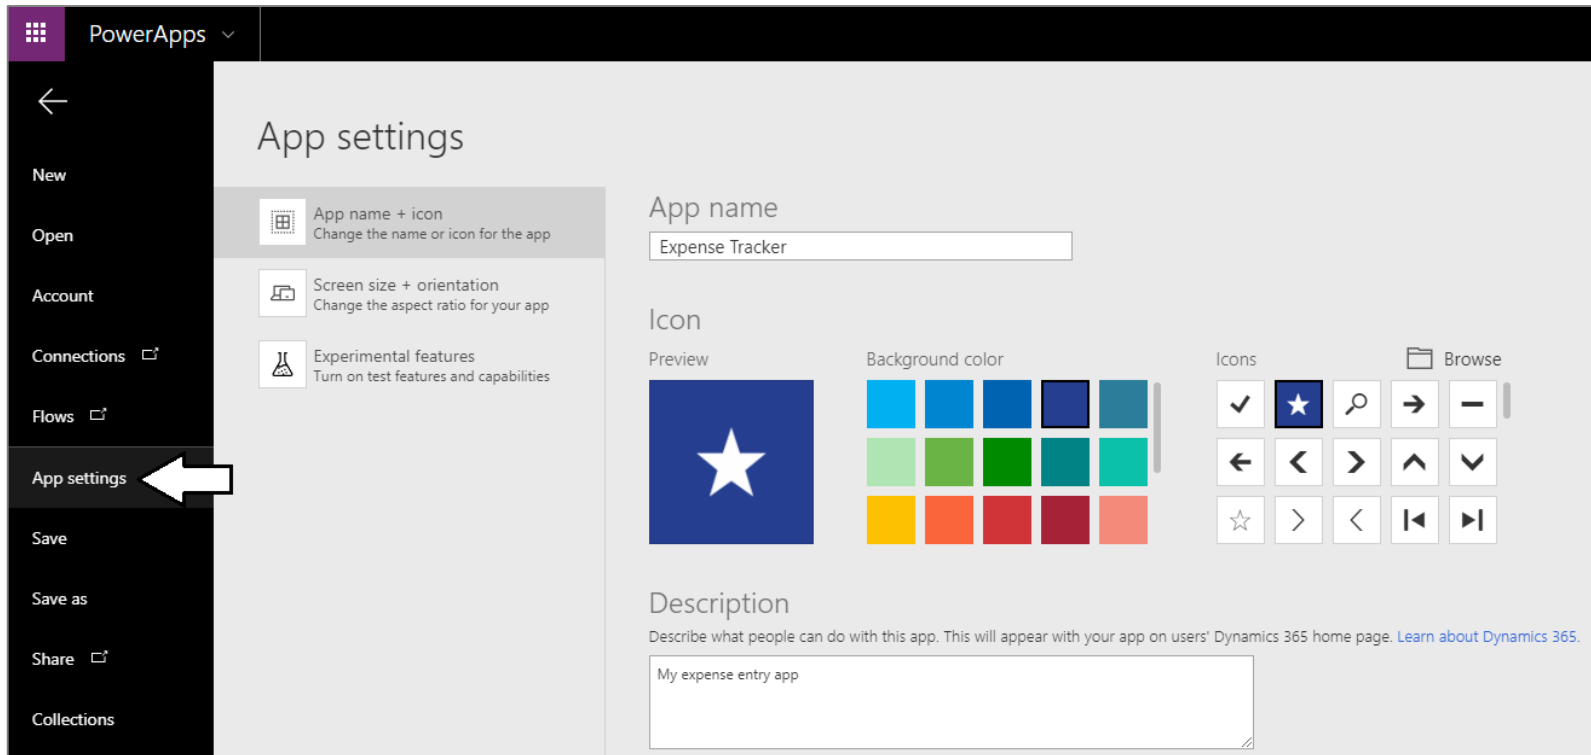 PowerApps
New
Open
Account
Connections
Flows
App settings
Save
Save as
Share
Collections
App settings
App name + icon
Change the name or icon for the app
Screen size + orientation
Change the aspect ratio for your app
Experimental features
Turn on test features and capabilities
App name
Expense Tracker
Icon
Preview
Background color
Icons
Browse
Description
Describe what people can do with this app. This will appear with your app on users' Dynamics 365 home page. Learn about Dynamics 365.
My expense entry app